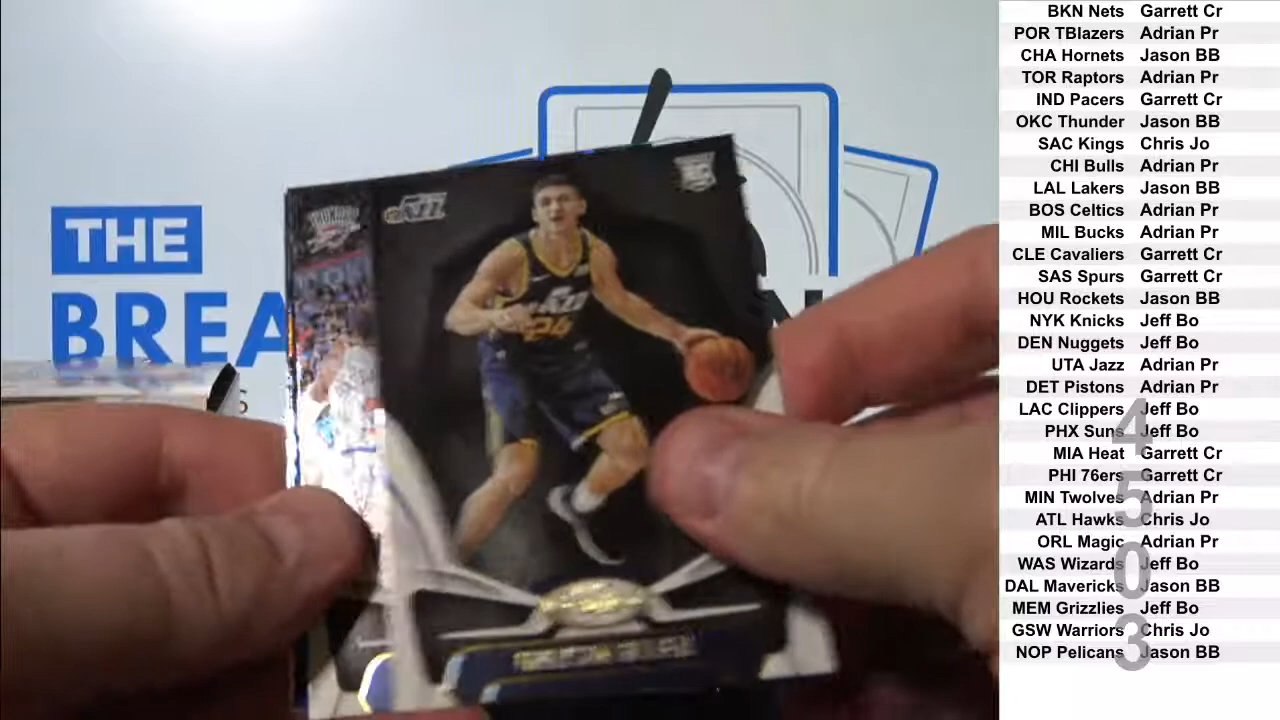 THE
BREA
JAZZ
24
RC
BKN Nets Garrett Cr
POR TBlazers Adrian Pr
CHA Hornets Jason BB
TOR Raptors Adrian Pr
IND Pacers Garrett Cr
OKC Thunder Jason BB
SAC Kings Chris Jo
CHI Bulls Adrian Pr
LAL Lakers Jason BB
BOS Celtics Adrian Pr
MIL Bucks Adrian Pr
CLE Cavaliers Garrett Cr
SAS Spurs Garrett Cr
HOU Rockets Jason BB
NYK Knicks Jeff Bo
DEN Nuggets Jeff Bo
UTA Jazz Adrian Pr
DET Pistons Adrian Pr
LAC Clippers Jeff Bo
PHX Suns Jeff Bo
MIA Heat Garrett Cr
PHI 76ers Garrett Cr
MIN Twolves Adrian Pr
ATL Hawks Chris Jo
ORL Magic Adrian Pr
WAS Wizards Jeff Bo
DAL Mavericks Jason BB
MEM Grizzlies Jeff Bo
GSW Warriors Chris Jo
NOP Pelicans Jason BB
4
5
0
3